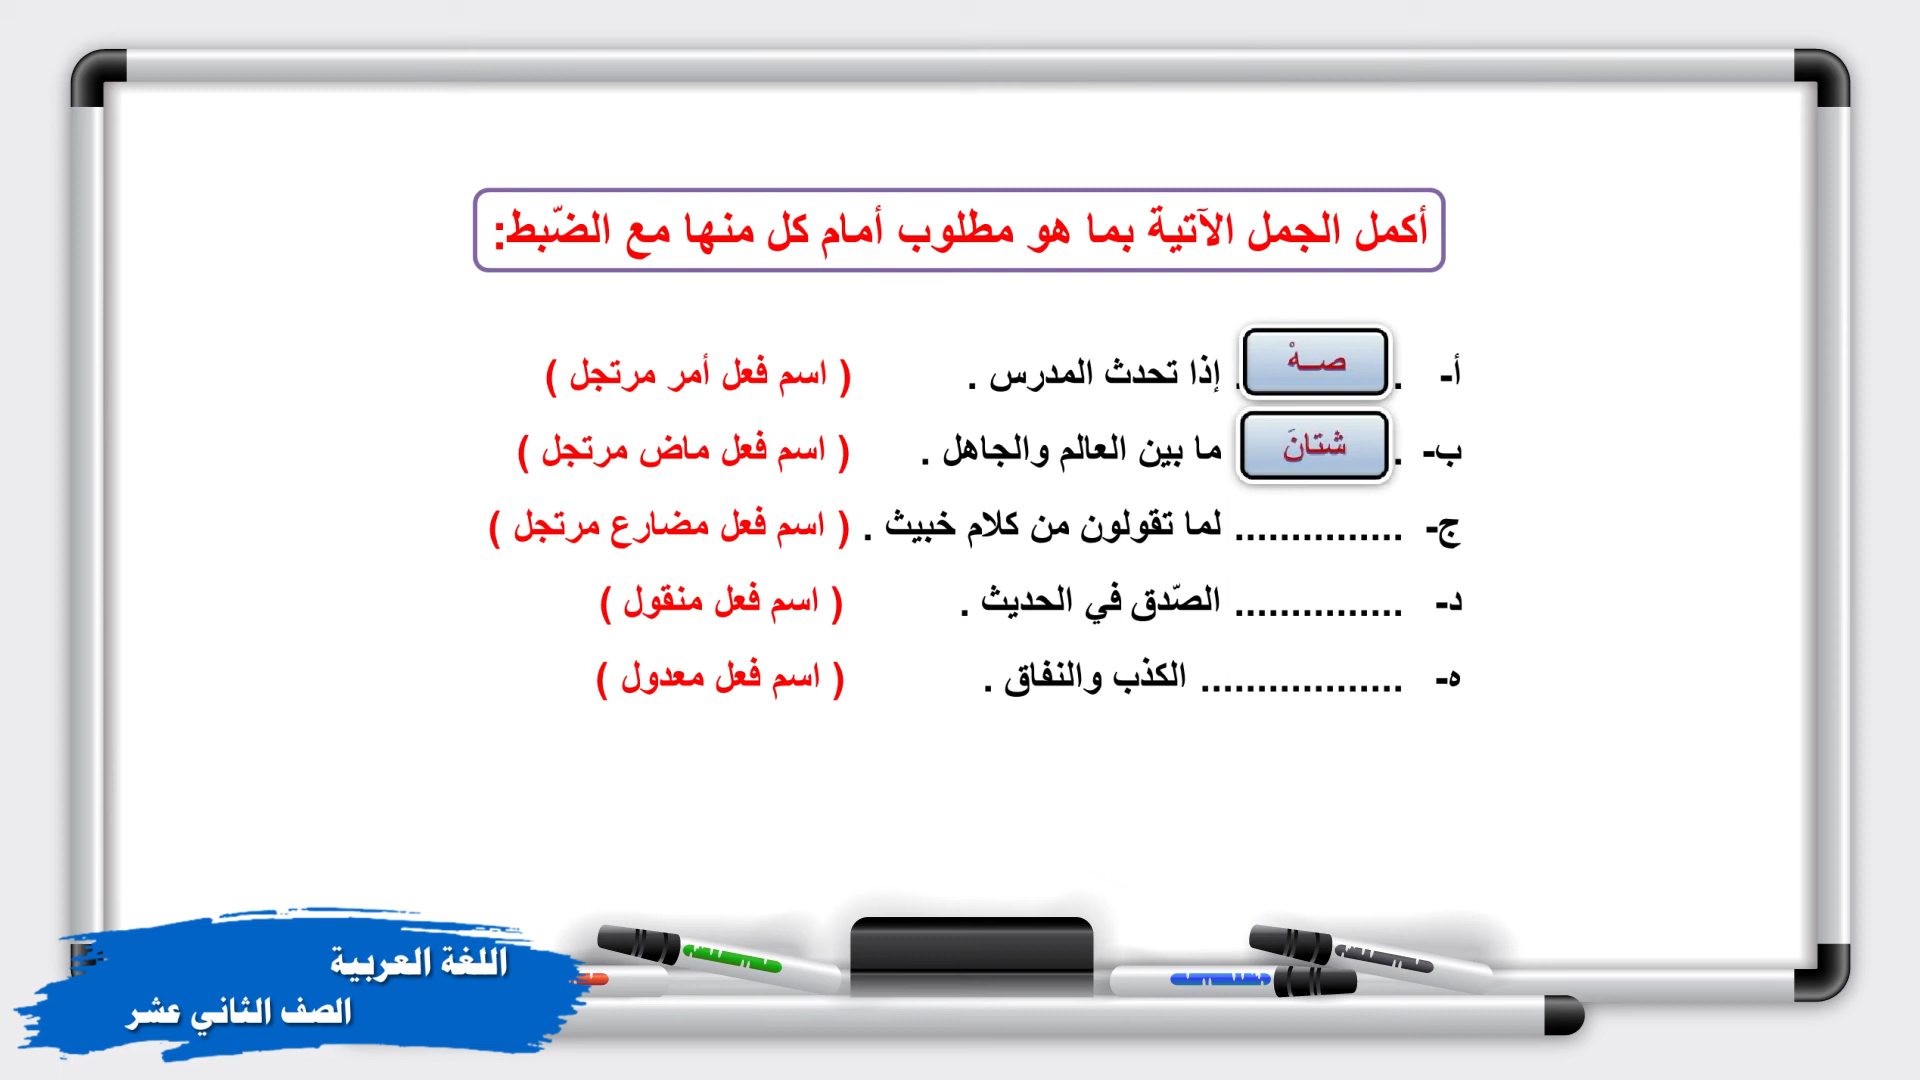 أكمل الجمل الآتية بما هو مطلوب أمام كل منها مع الضّبط:
أ- . صــهْ . إذا تحدث المدرس . ( اسم فعل أمر مرتجل )
ب- . شتانَ ما بين العالم والجاهل . ( اسم فعل ماض مرتجل )
ج- ............... لما تقولون من كلام خبيث . ( اسم فعل مضارع مرتجل )
د- ............... الصّدق في الحديث . ( اسم فعل منقول )
ه- .................. الكذب والنفاق . ( اسم فعل معدول )
اللغة العربية
الصف الثاني عشر